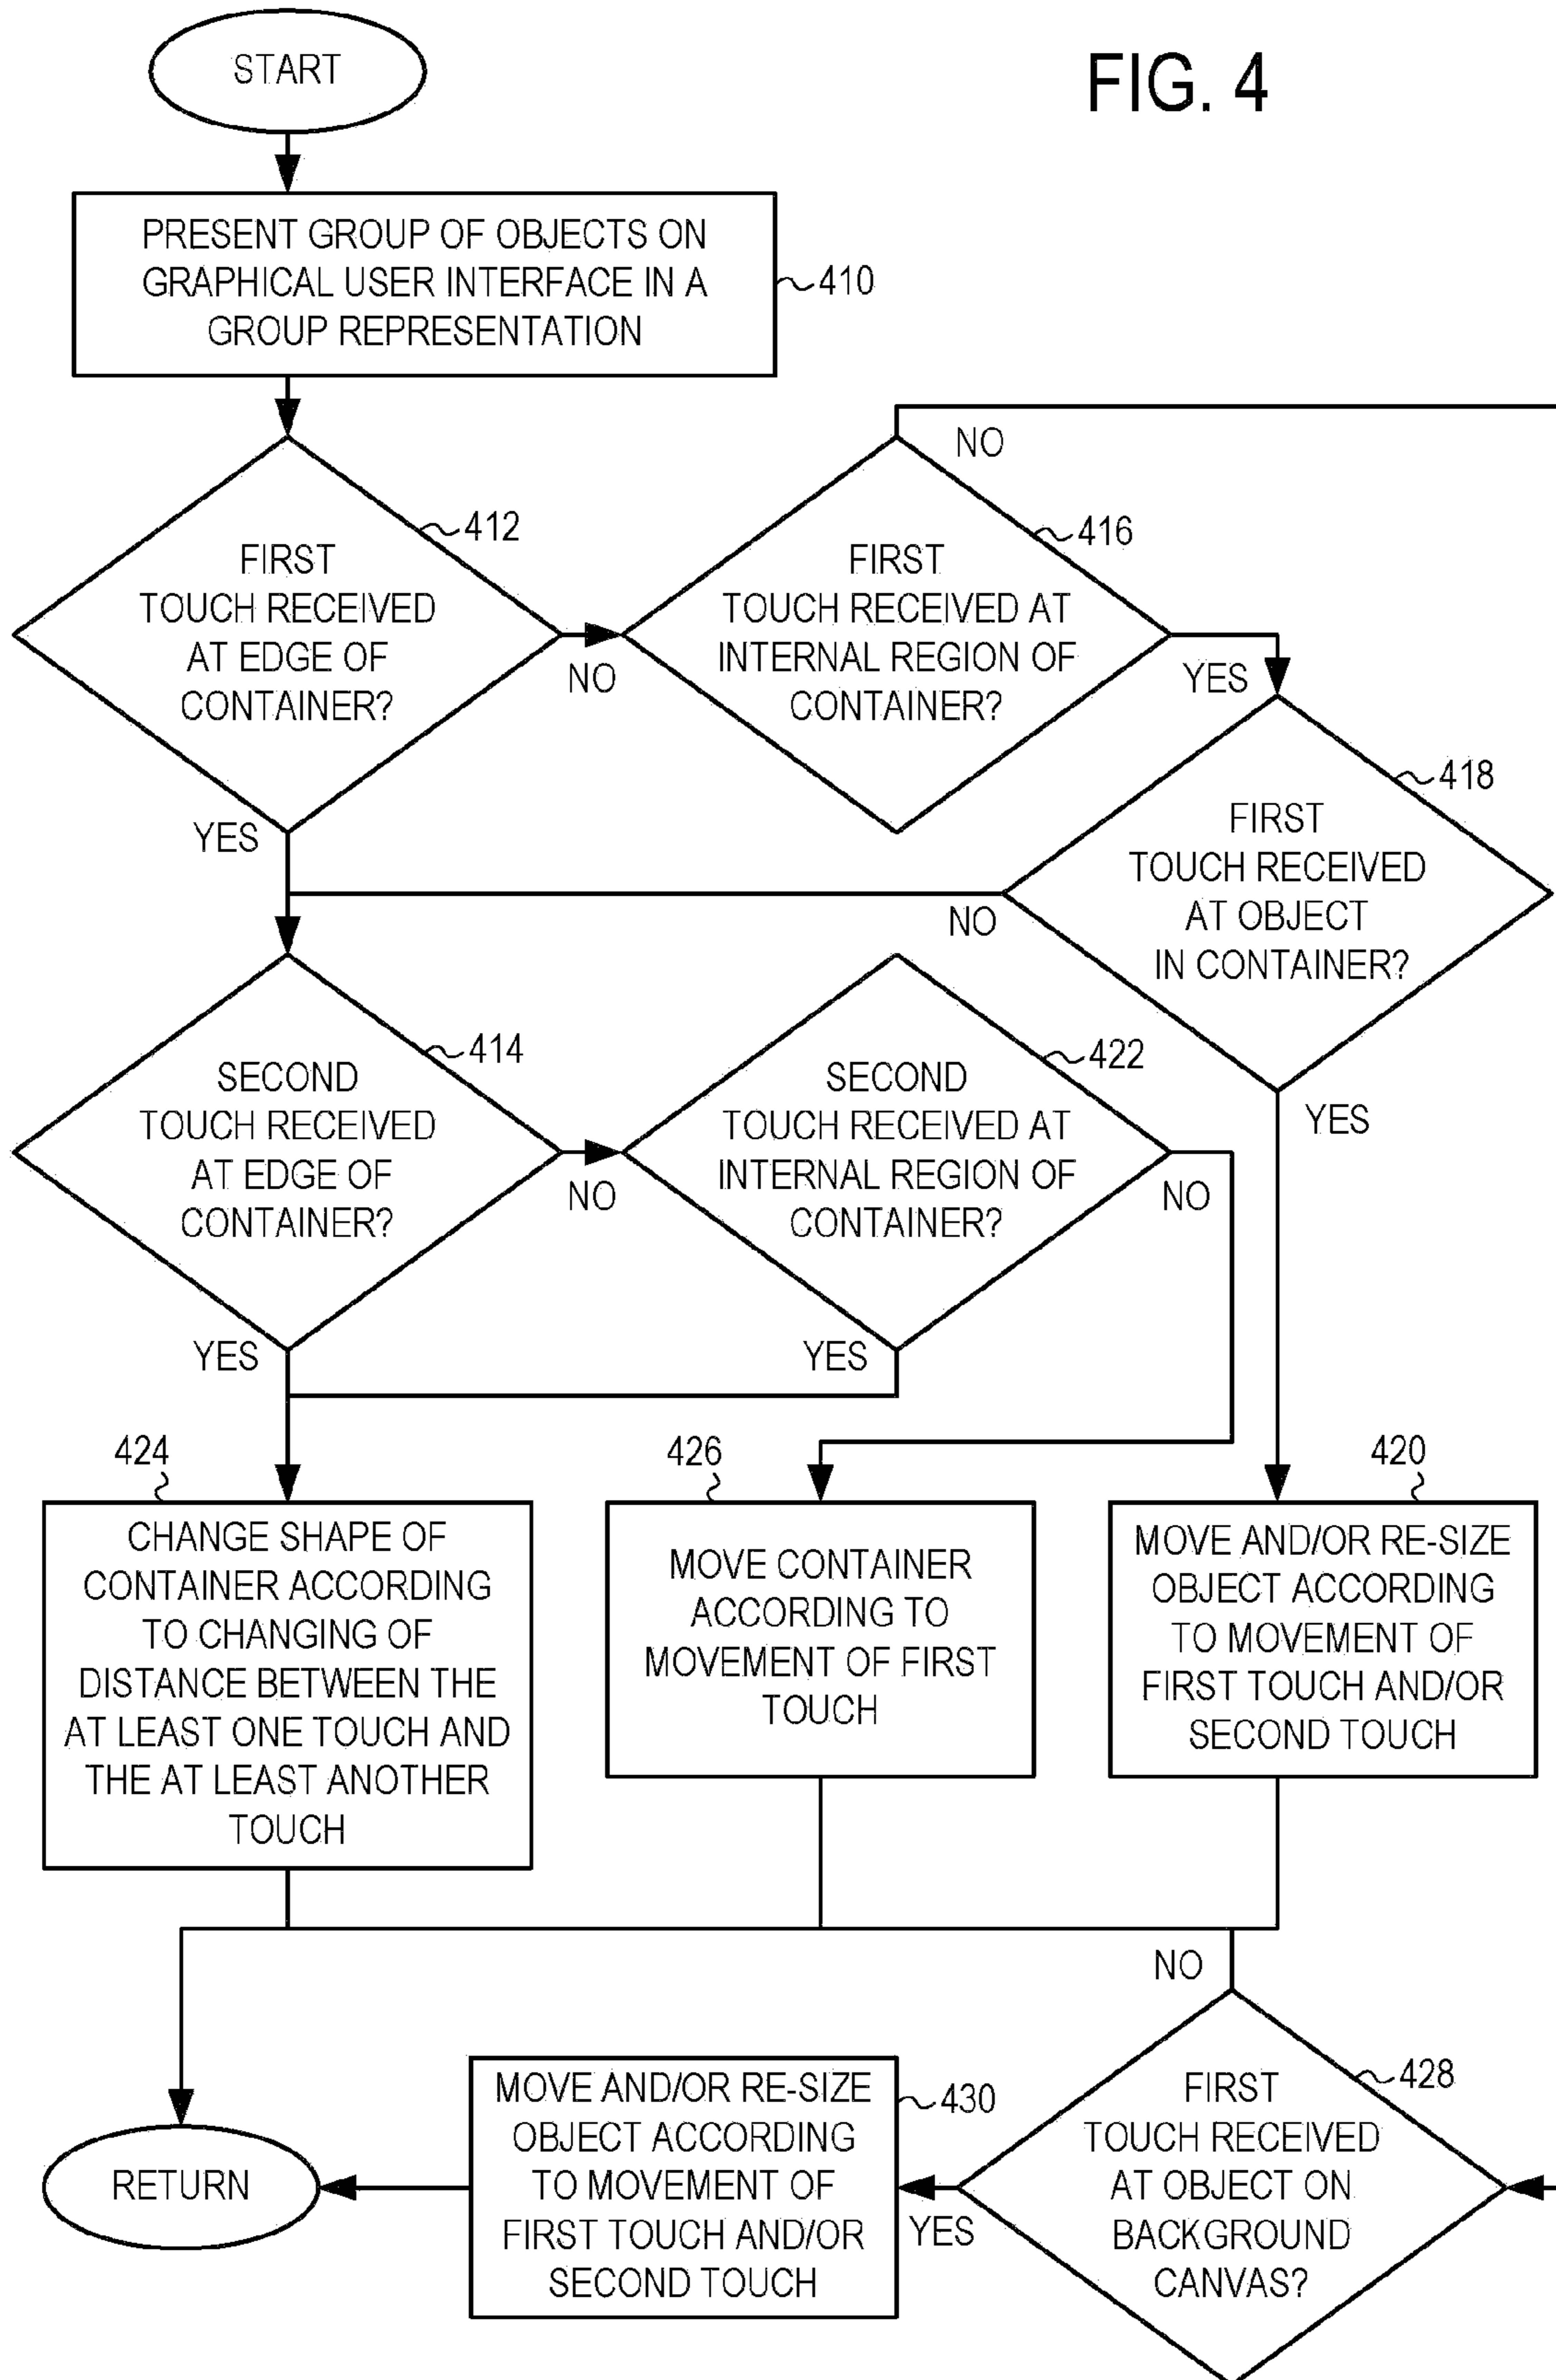 START
FIG. 4
PRESENT GROUP OF OBJECTS ON
GRAPHICAL USER INTERFACE IN A
GROUP REPRESENTATION
410
NO
412
FIRST
TOUCH RECEIVED
AT EDGE OF
CONTAINER?
NO
YES
416
FIRST
TOUCH RECEIVED AT
INTERNAL REGION OF
CONTAINER?
YES
418
FIRST
TOUCH RECEIVED
AT OBJECT
IN CONTAINER?
NO
YES
414
SECOND
TOUCH RECEIVED
AT EDGE OF
CONTAINER?
NO
YES
422
SECOND
TOUCH RECEIVED AT
INTERNAL REGION OF
CONTAINER?
NO
YES
424
CHANGE SHAPE OF
CONTAINER ACCORDING
TO CHANGING OF
DISTANCE BETWEEN THE
AT LEAST ONE TOUCH AND
THE AT LEAST ANOTHER
TOUCH
426
MOVE CONTAINER
ACCORDING TO
MOVEMENT OF FIRST
TOUCH
420
MOVE AND/OR RE-SIZE
OBJECT ACCORDING
TO MOVEMENT OF
FIRST TOUCH AND/OR
SECOND TOUCH
NO
428
FIRST
TOUCH RECEIVED
AT OBJECT ON
BACKGROUND
CANVAS?
YES
430
MOVE AND/OR RE-SIZE
OBJECT ACCORDING
TO MOVEMENT OF
FIRST TOUCH AND/OR
SECOND TOUCH
RETURN